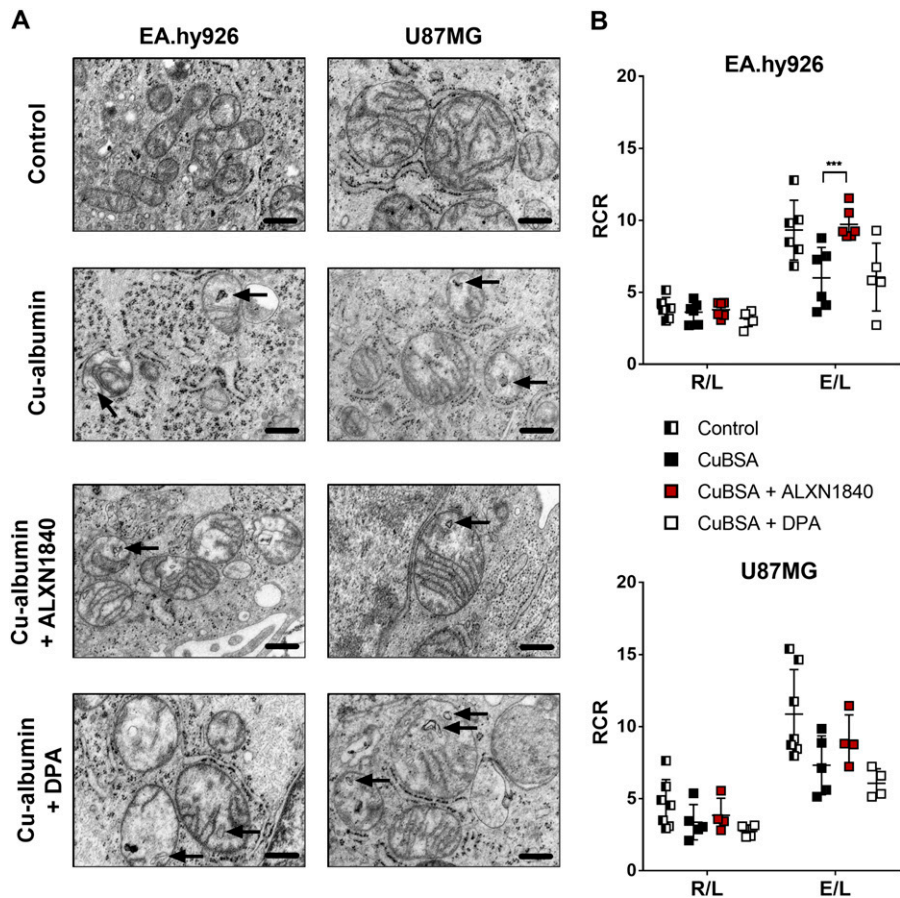 A
EA.hy926
U87MG
Control
Cu-albumin
Cu-albumin
+ ALXN1840
Cu-albumin
+ DPA
B
EA.hy926
20
15
10
5
0
RCR
***
R/L
E/L
Control
CuBSA
CuBSA + ALXN1840
CuBSA + DPA
U87MG
20
15
10
5
0
RCR
R/L
E/L